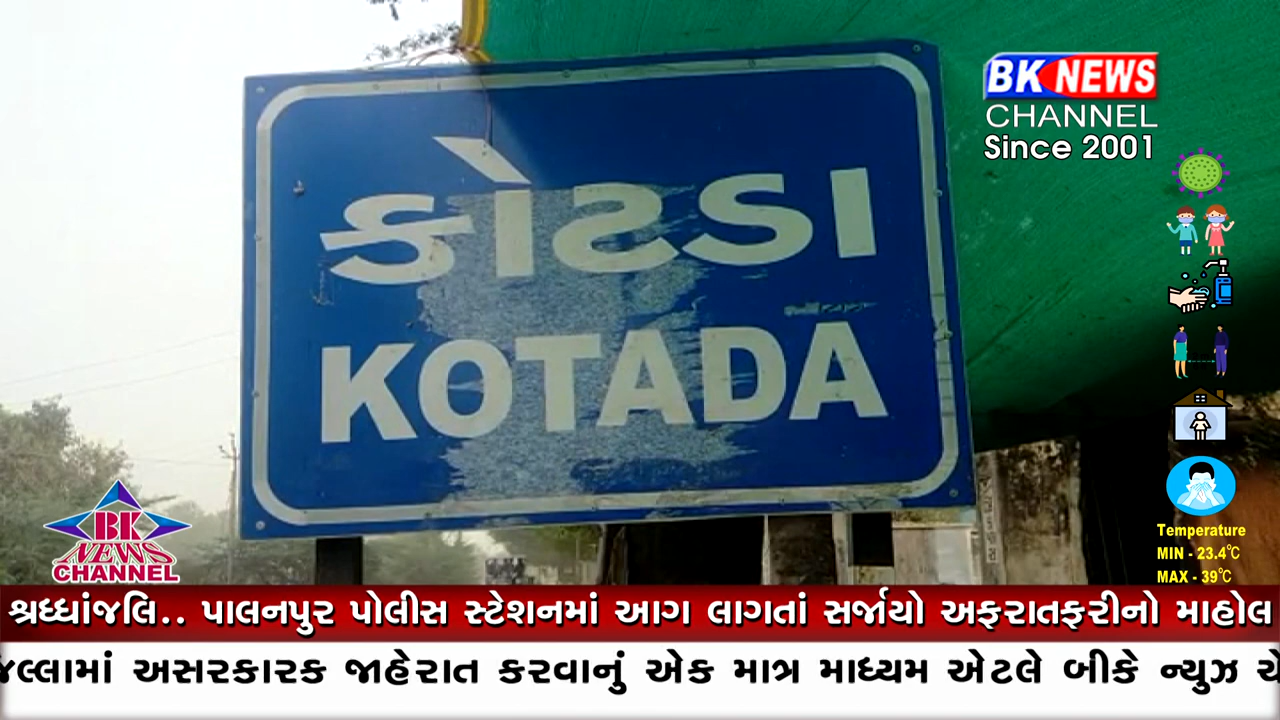 કોટડા
KOTADA
BK NEWS
CHANNEL
Since 2001
BK
NEWS
CHANNEL
Temperature
MIN - 23.4℃
MAX - 39℃
શ્રધ્ધાંજલિ.. પાલનપુર પોલીસ સ્ટેશનમાં આગ લાગતાં સર્જાયો અફરાતફરીનો માહોલ
અસરકારક જાહેરાત કરવાનું એક માત્ર માધ્યમ એટલે બીકે ન્યુઝ